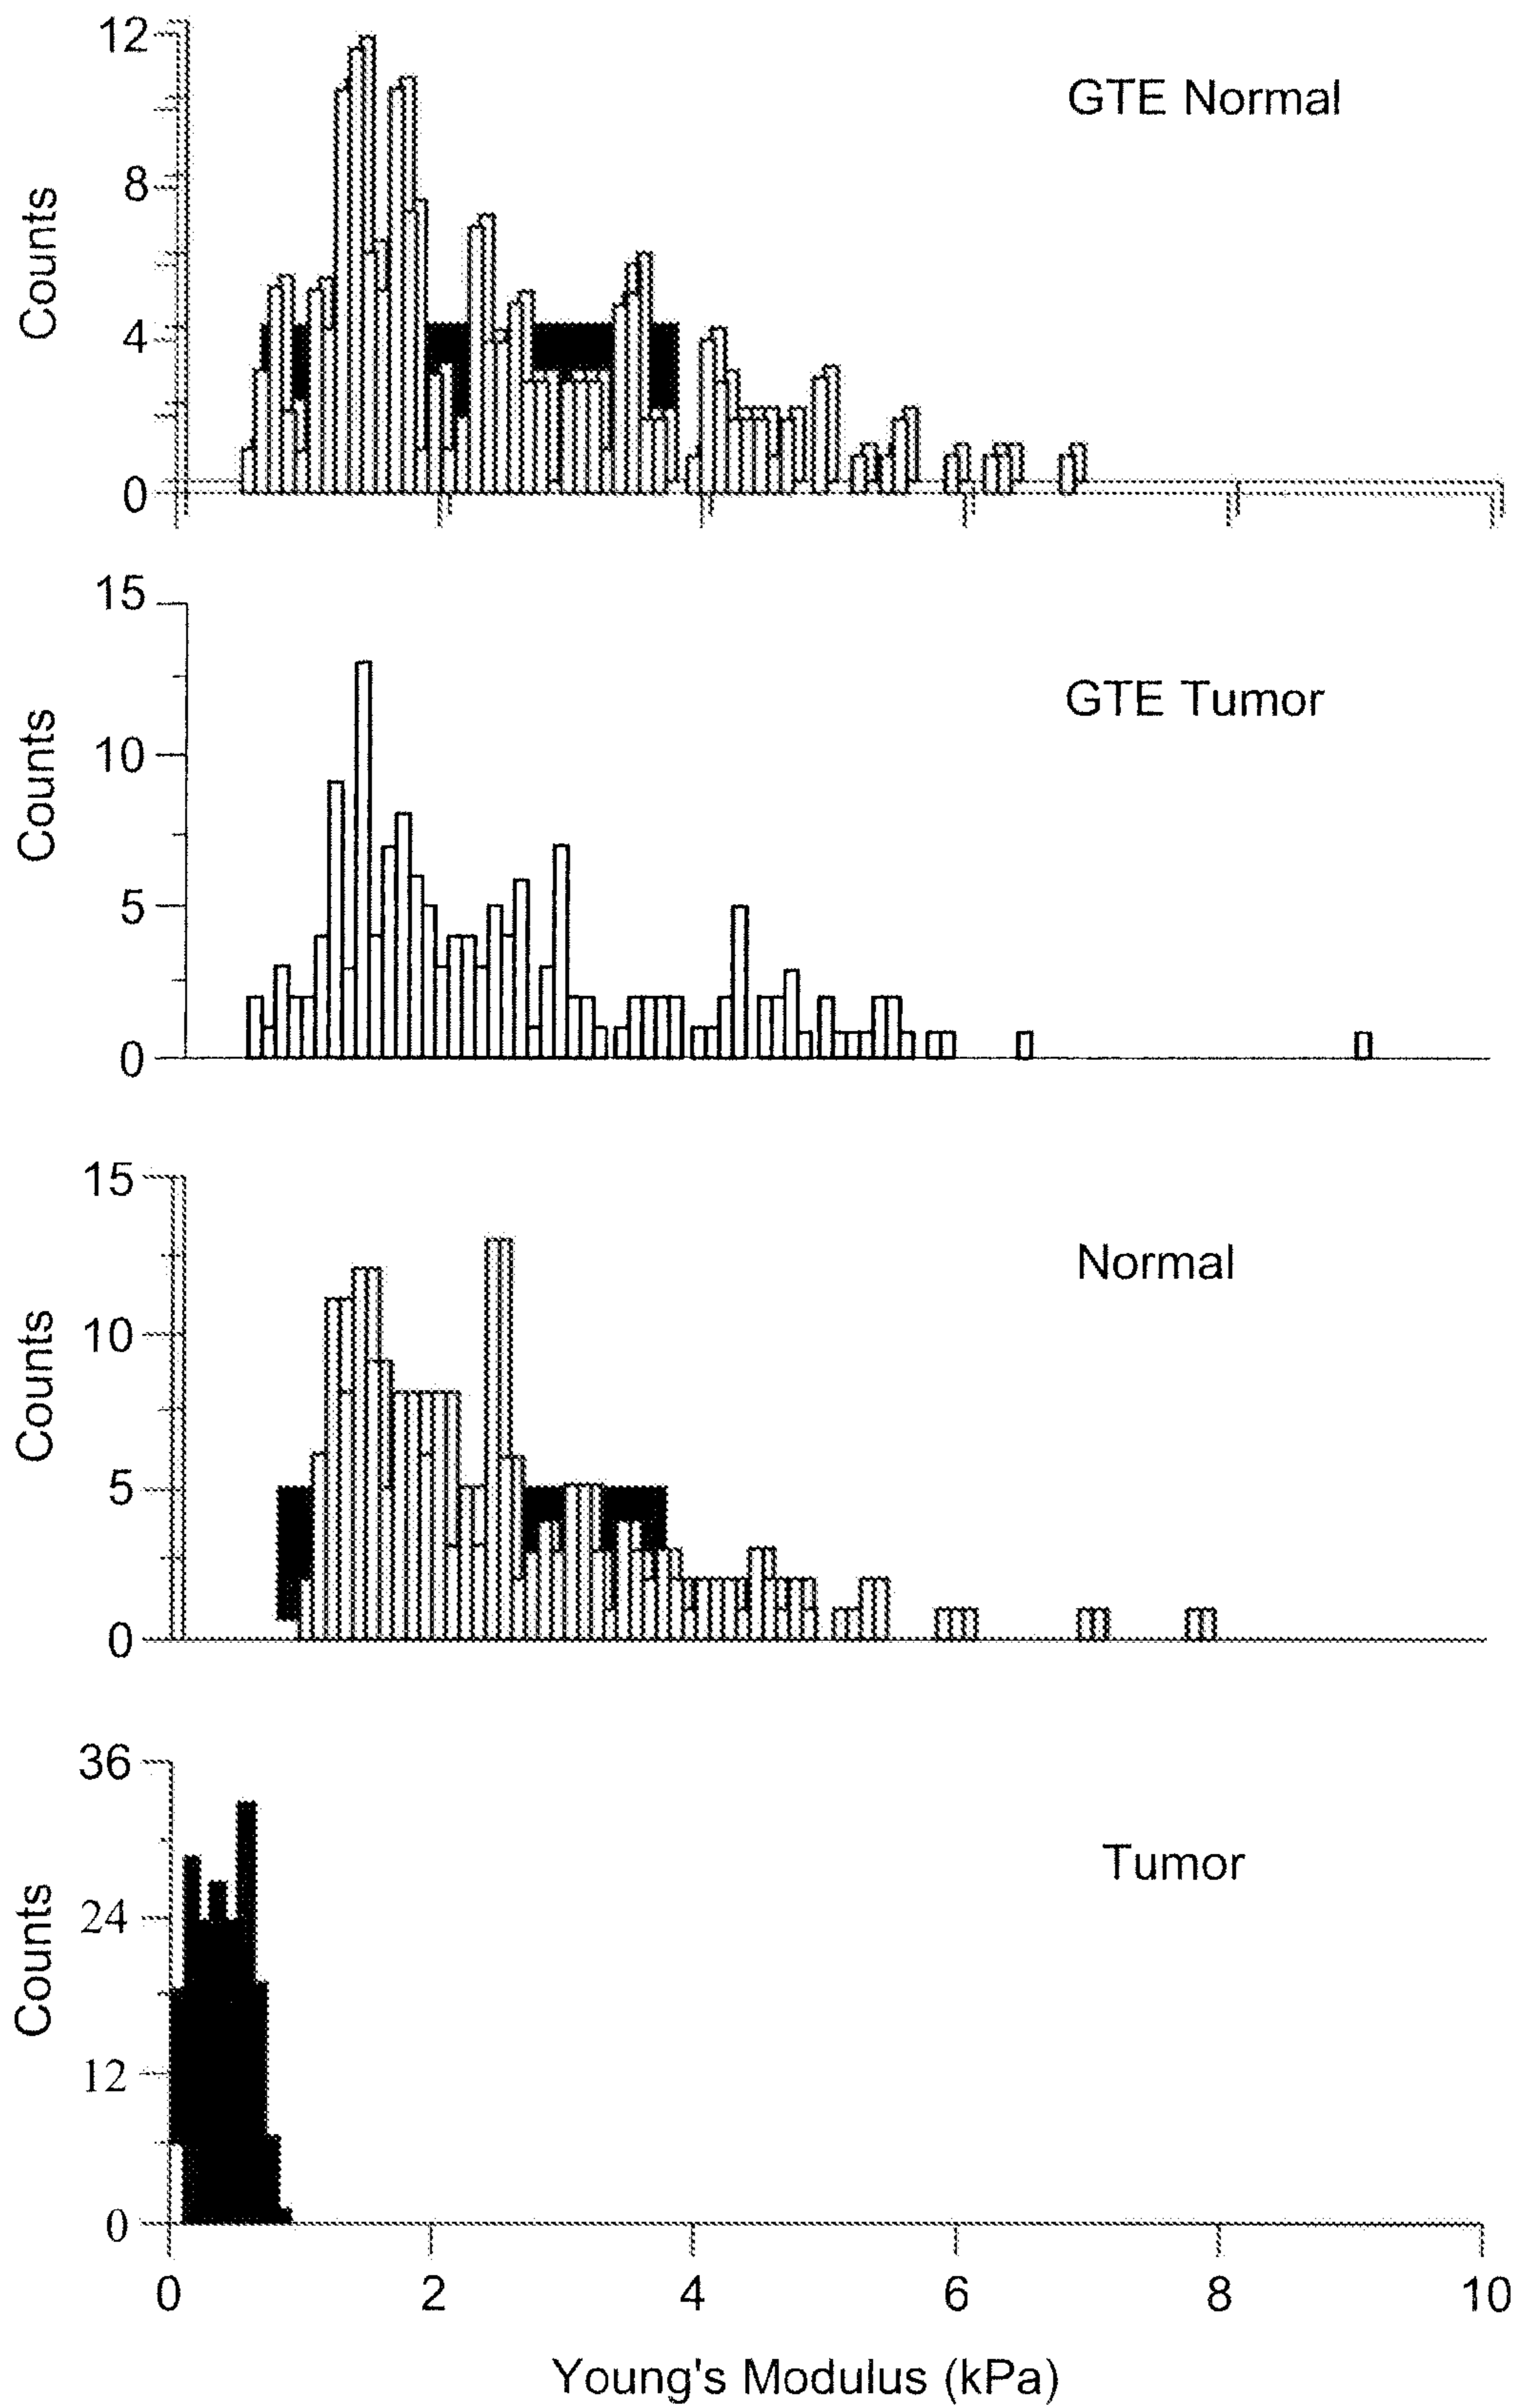 12
8
4
0
Counts
GTE Normal
15
10
5
0
Counts
GTE Tumor
15
10
5
0
Counts
Normal
36
24
12
0
Counts
Tumor
0 2 4 6 8 10
Young's Modulus (kPa)